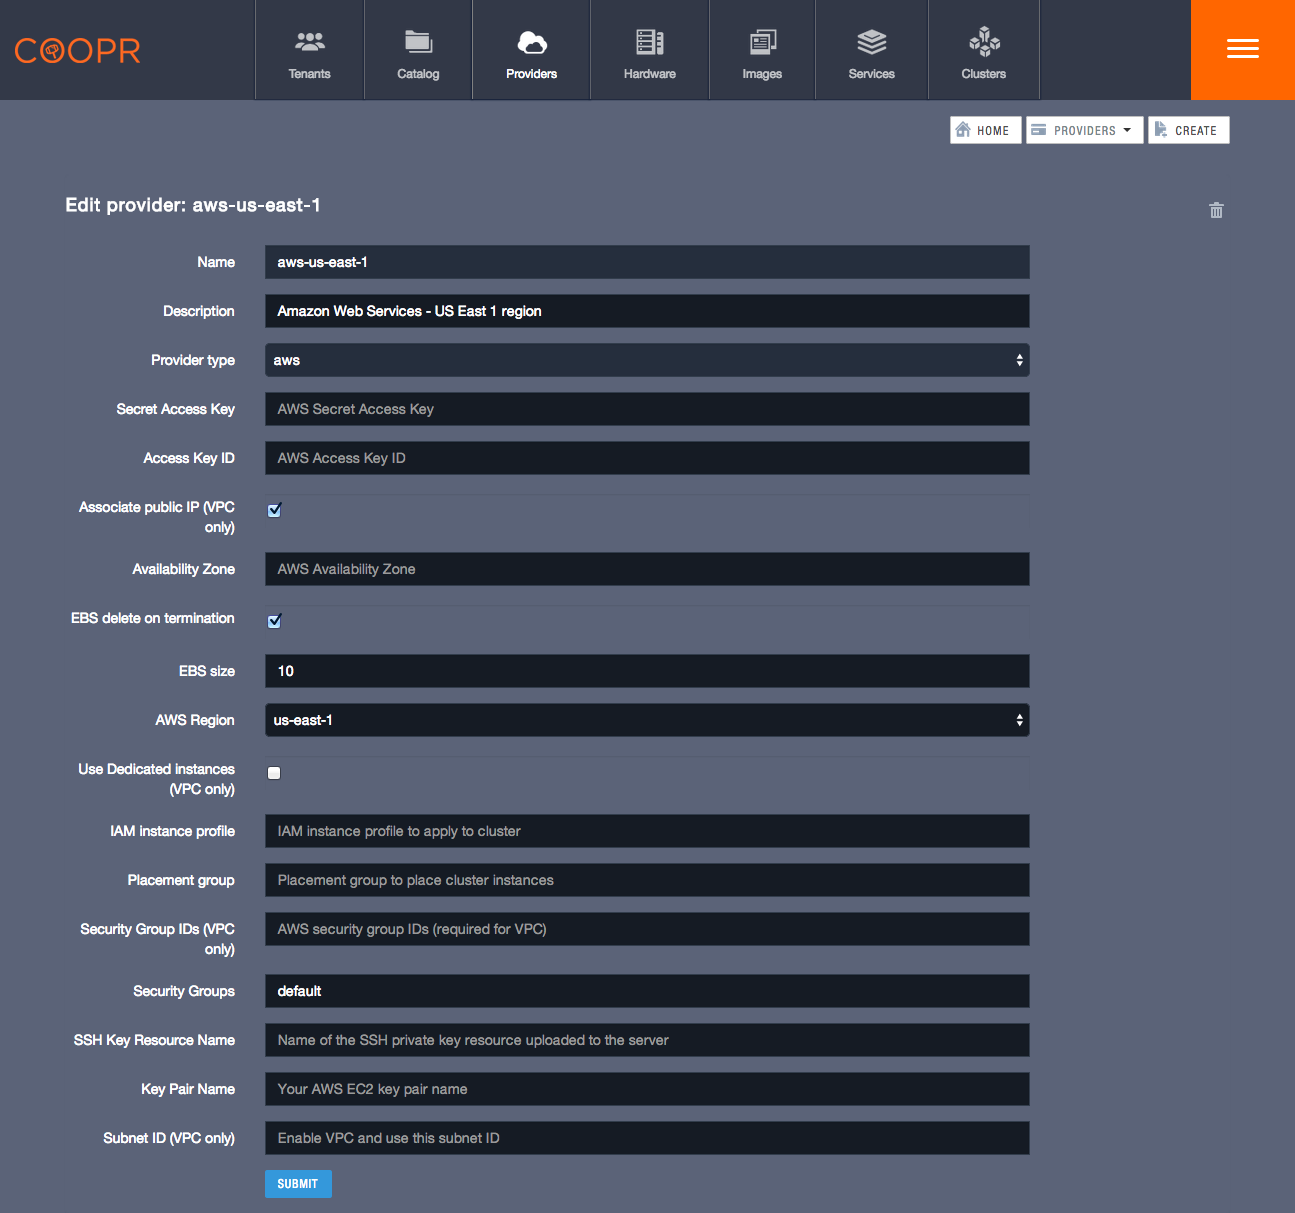 COOPR
Tenants
Catalog
Providers
Hardware
Images
Services
Clusters
HOME
PROVIDERS
CREATE
Edit provider: aws-us-east-1
Name
aws-us-east-1
Description
Amazon Web Services - US East 1 region
Provider type
aws
Secret Access Key
AWS Secret Access Key
Access Key ID
AWS Access Key ID
Associate public IP (VPC
only)
Availability Zone
AWS Availability Zone
EBS delete on termination
EBS size
10
AWS Region
us-east-1
Use Dedicated instances
(VPC only)
IAM instance profile
IAM instance profile to apply to cluster
Placement group
Placement group to place cluster instances
Security Group IDs (VPC
only)
AWS security group IDs (required for VPC)
Security Groups
default
SSH Key Resource Name
Name of the SSH private key resource uploaded to the server
Key Pair Name
Your AWS EC2 key pair name
Subnet ID (VPC only)
Enable VPC and use this subnet ID
SUBMIT